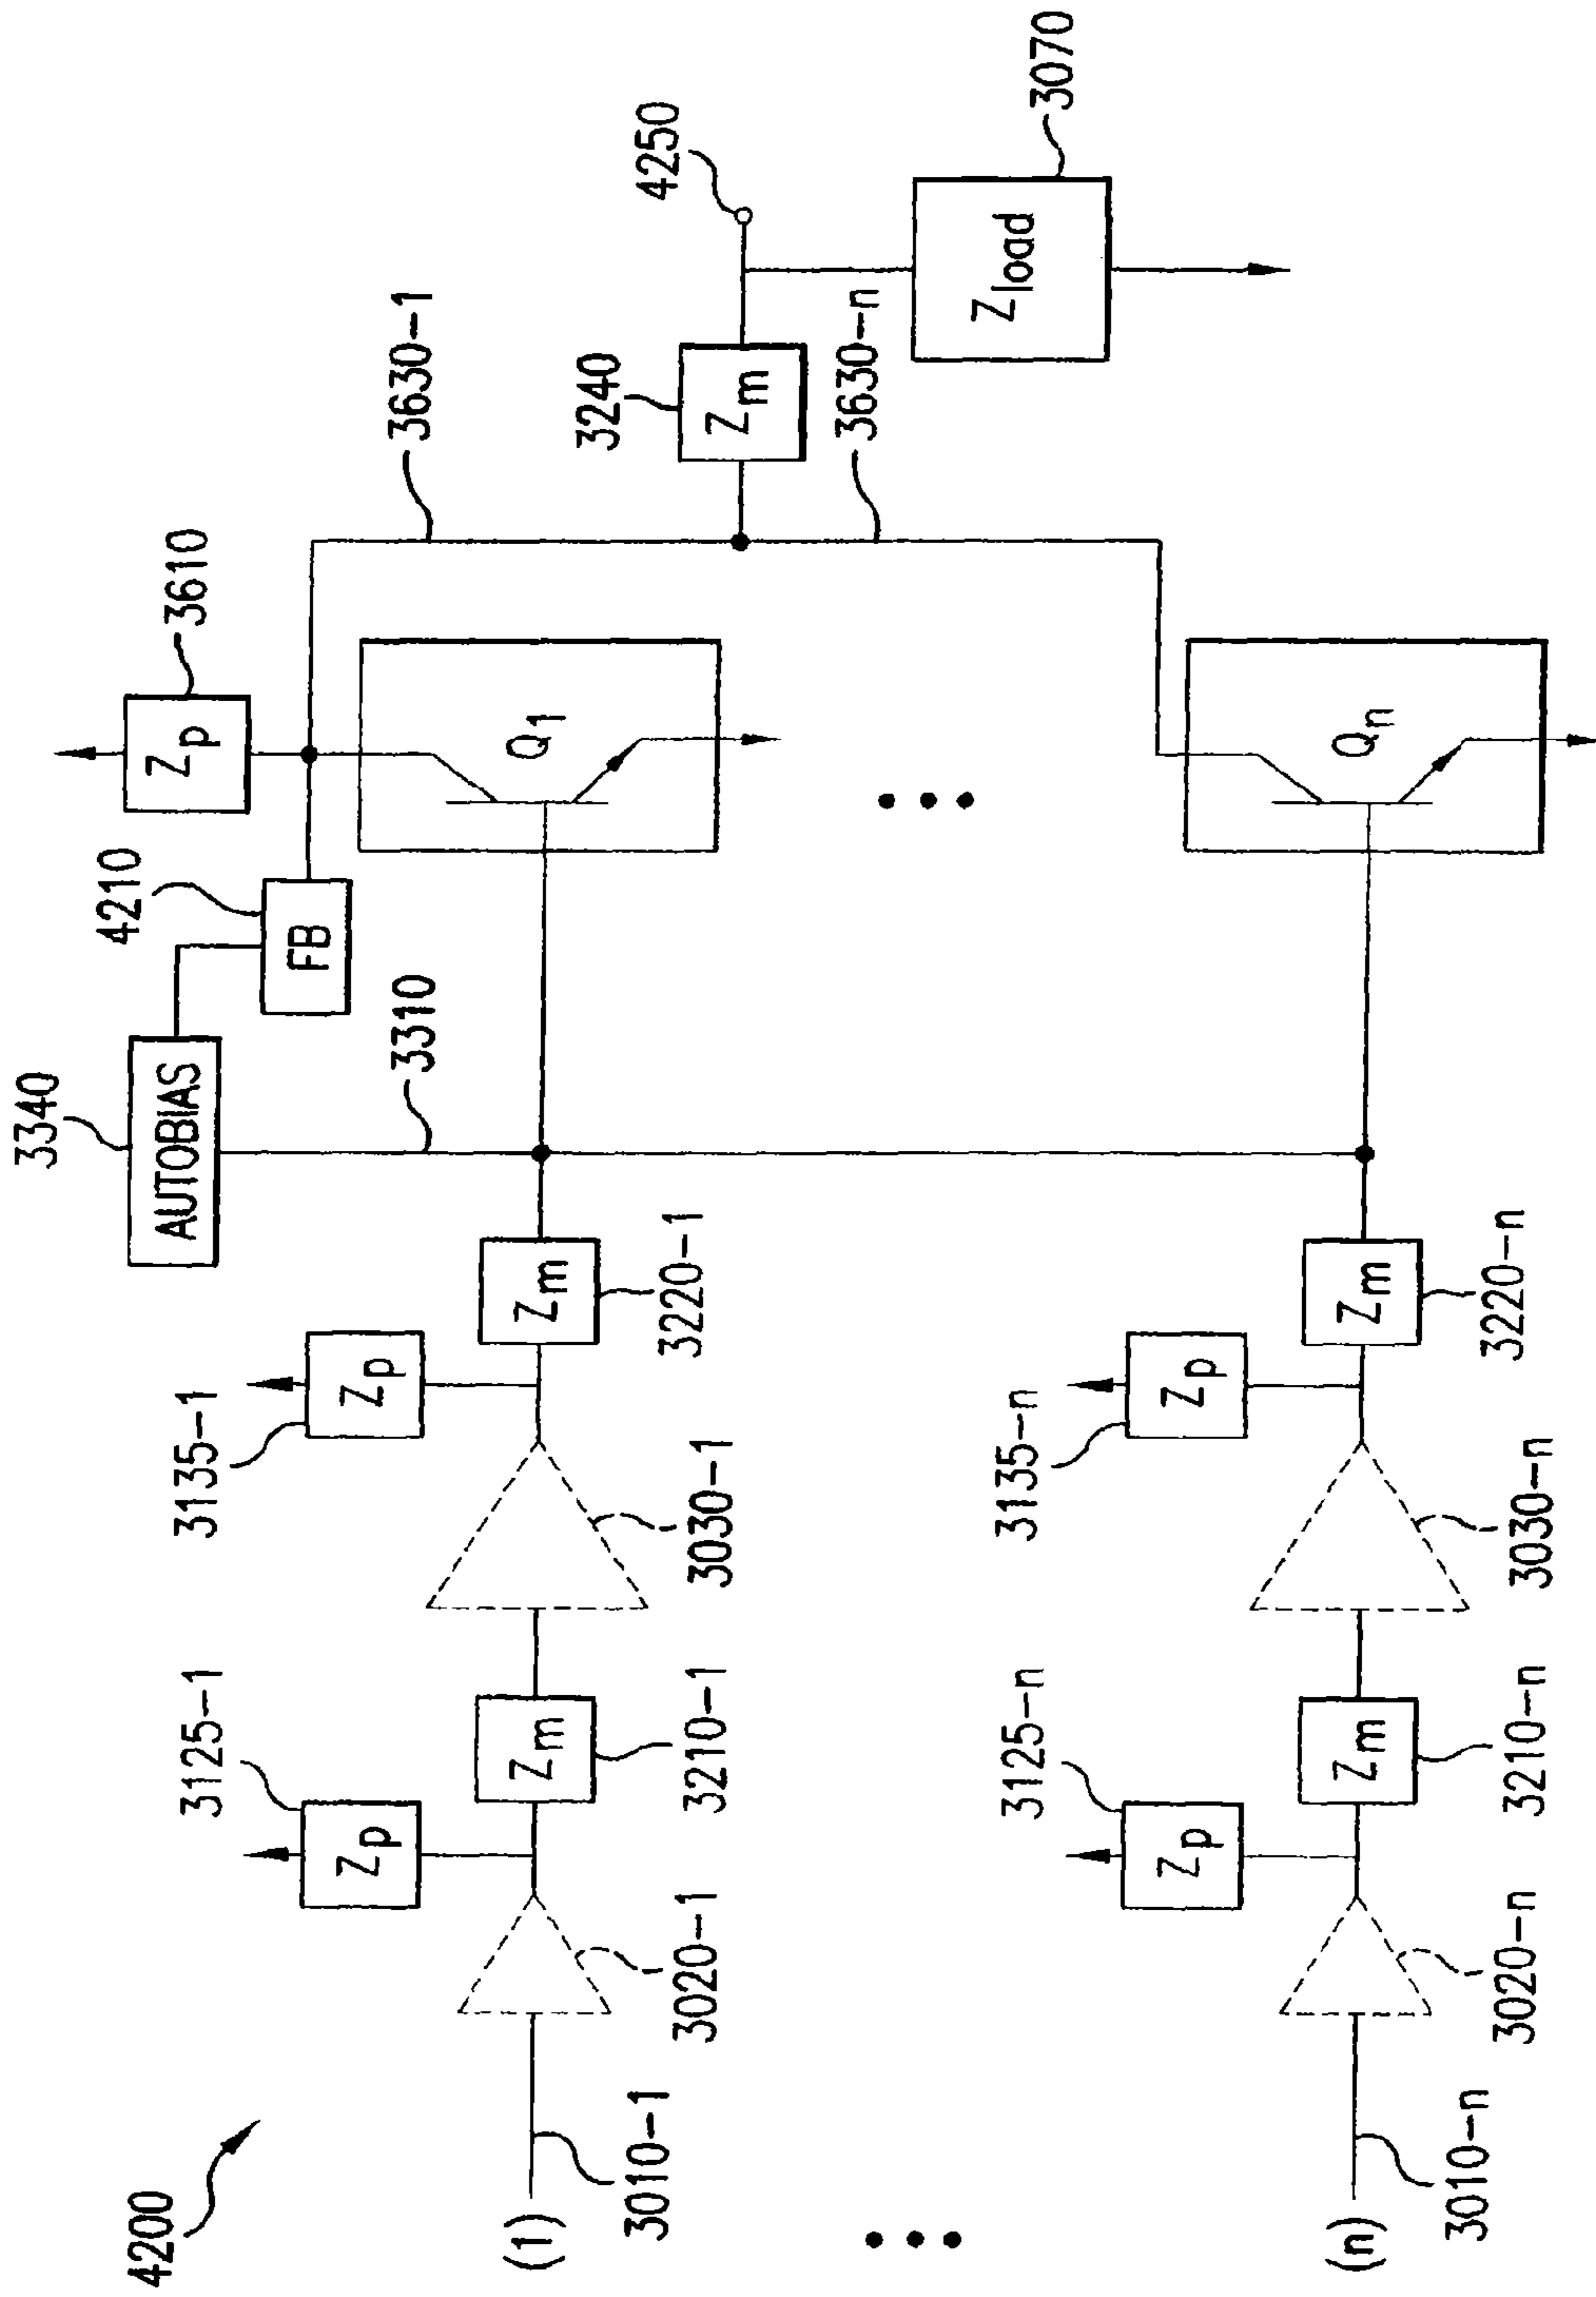 4200
3340
AUTOBIAS
4210
FB
3610
Zp
3310
3630-1
3240
Zm
4250
3630-n
Zload
3070
3125-1
Zp
3135-1
Zp
(1)
3010-1
3020-1
Zm
3210-1
3030-1
Zm
3220-1
Q1
3125-n
Zp
3135-n
Zp
(n)
3010-n
3020-n
Zm
3210-n
3030-n
Zm
3220-n
Qn